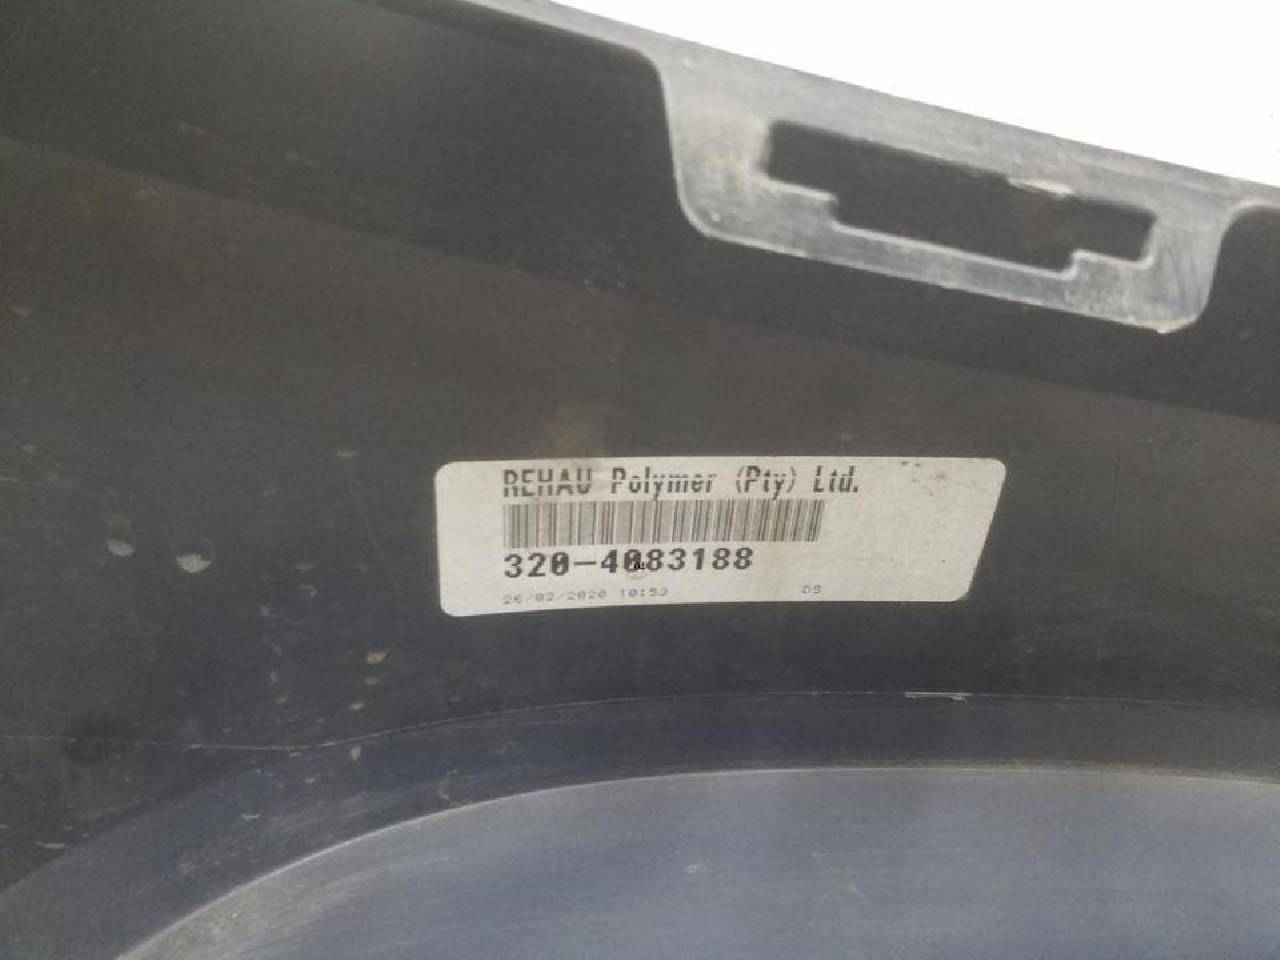 REHAU Polymer (Pty) Ltd.
320-4083188
26/02/2020 10:53 DS